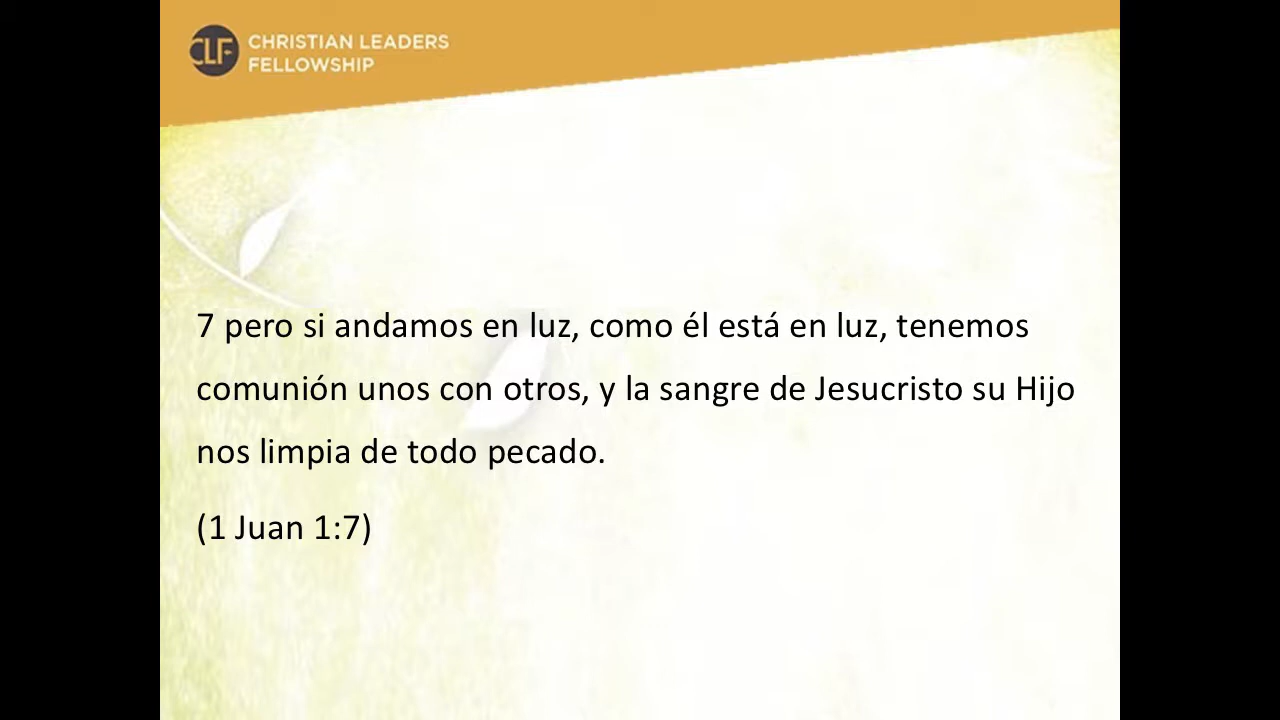 CLF
CHRISTIAN LEADERS
FELLOWSHIP
7 pero si andamos en luz, como él está en luz, tenemos
comunión unos con otros, y la sangre de Jesucristo su Hijo
nos limpia de todo pecado.
(1 Juan 1:7)